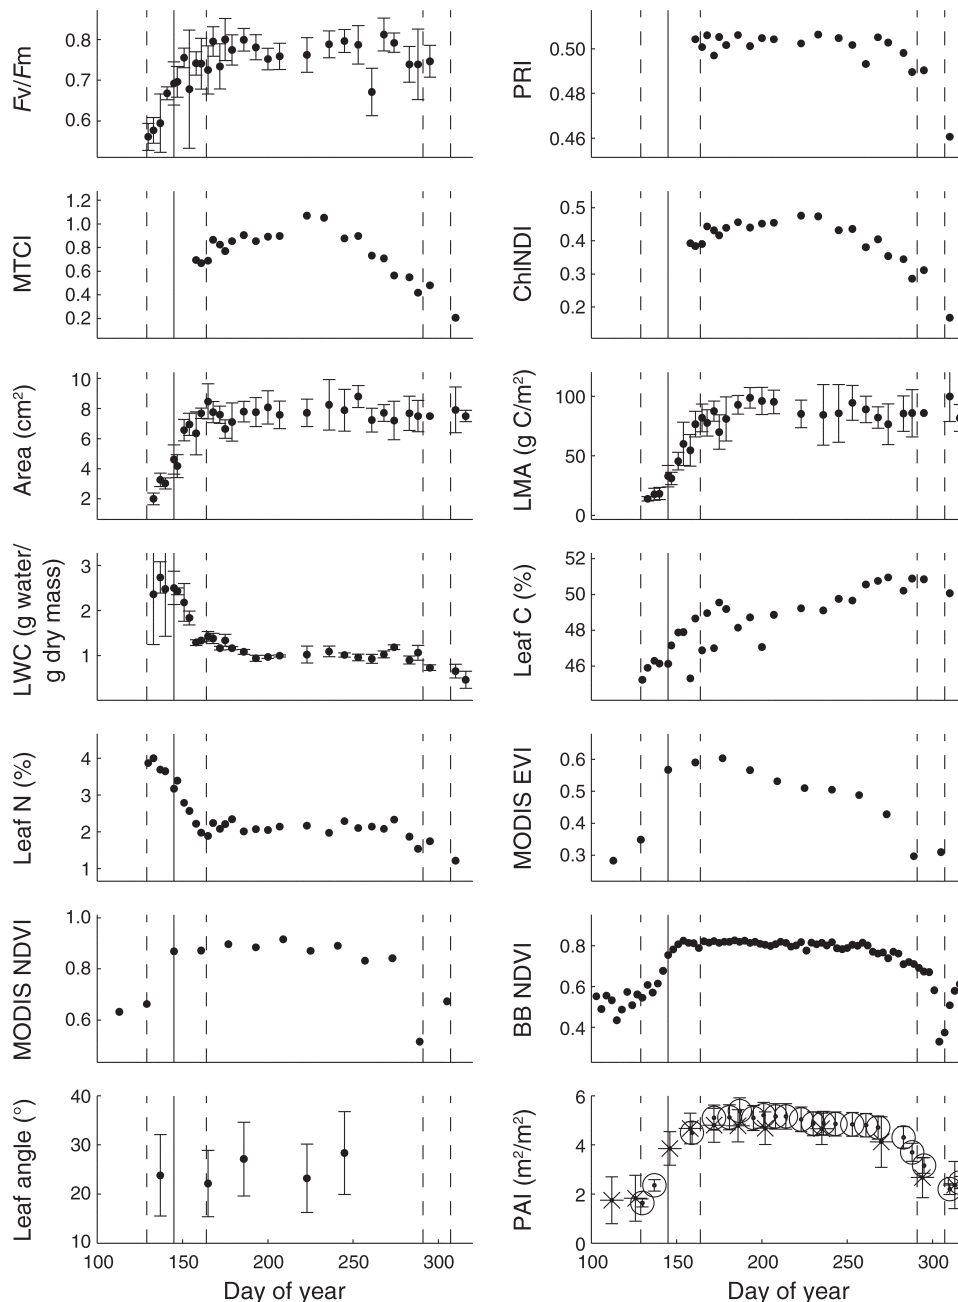 0.8
0.7
0.6
Fv/Fm
0.50
0.48
0.46
PRI
1.2
1.0
0.8
0.6
0.4
0.2
MTCI
0.5
0.4
0.3
0.2
ChlNDI
10
8
6
4
2
Area (cm²)
100
50
0
LMA (g C/m²)
3
2
1
LWC (g water/
g dry mass)
52
50
48
46
Leaf C (%)
4
3
2
1
Leaf N (%)
0.6
0.5
0.4
0.3
MODIS EVI
1.0
0.8
0.6
MODIS NDVI
0.8
0.6
0.4
BB NDVI
40
30
20
10
Leaf angle (°)
100 150 200 250 300
Day of year
6
4
2
0
PAI (m²/m²)
100 150 200 250 300
Day of year